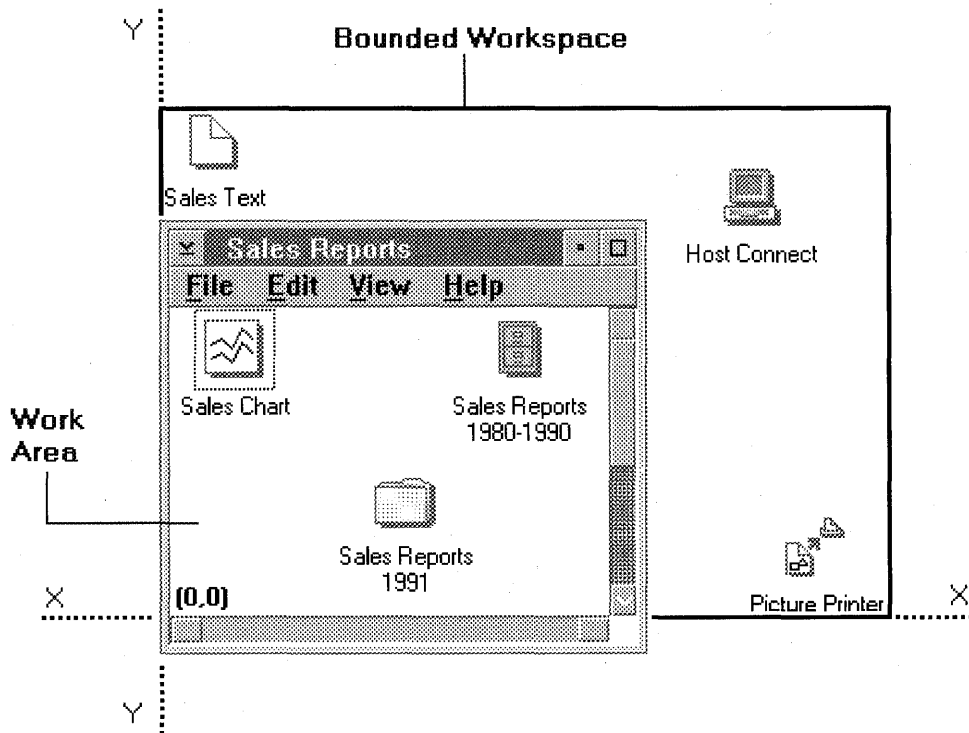 Y
Bounded Workspace
Sales Text
Host Connect
Sales Reports
File Edit View Help
Sales Chart
Sales Reports
1980-1990
Work
Area
Sales Reports
1991
(0,0)
Picture Printer
X
X
Y